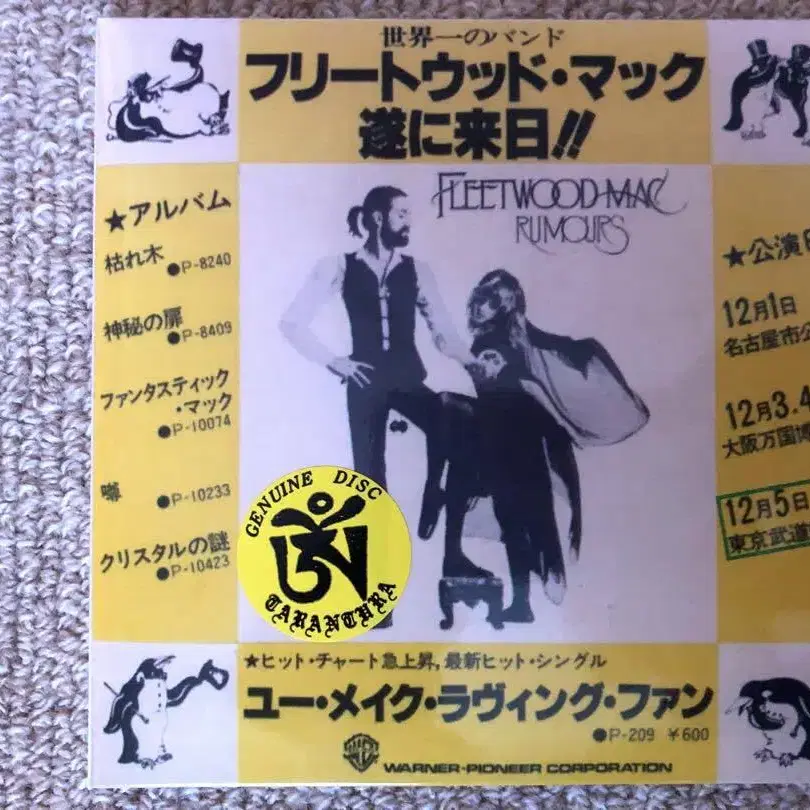 世界一のバンド
フリートウッド・マック
遂に来日!!
★アルバム
枯れ木
●P-8240
神秘の扉
●P-8409
ファンタスティック
・マック
●P-10074
噂
●P-10233
クリスタルの謎
●P-10423
FLEETWOOD MAC
RUMOURS
GENUINE DISC
TARANTURA
★公演
12月1日
名古屋市公
12月3.4
大阪万国博
12月5日
東京武道
★ヒット・チャート急上昇,最新ヒット・シングル
ユー・メイク・ラヴィング・ファン
●P-209 ¥600
WARNER-PIONEER CORPORATION